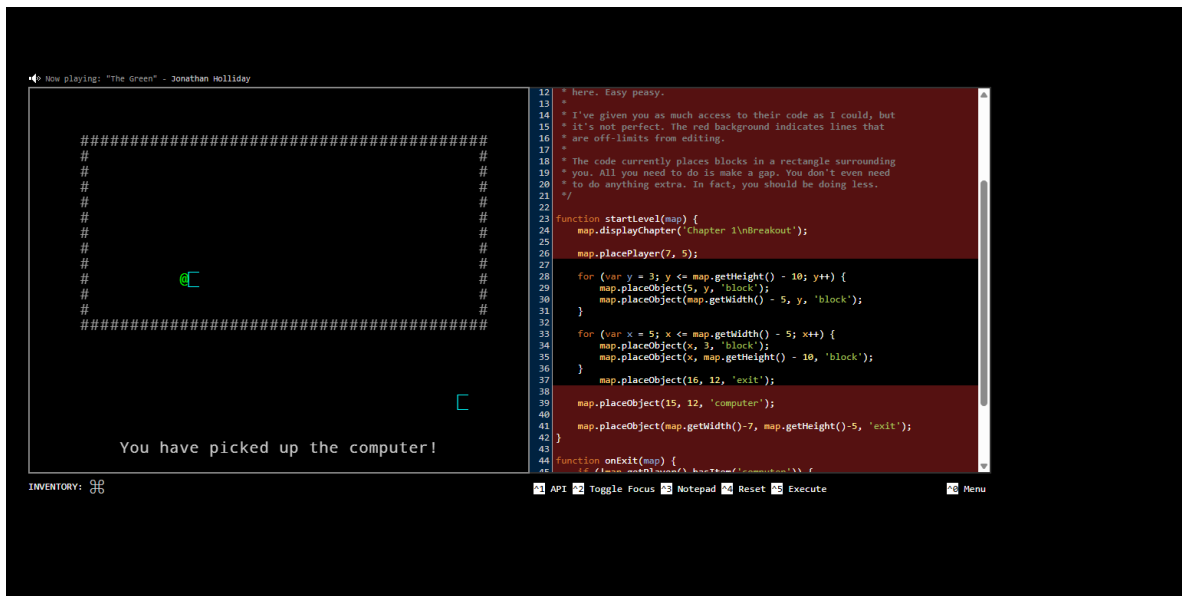 Now playing: "The Green" - Jonathan Holliday
########################################
# #
# #
# #
# #
# #
# #
# #
# #
# @ #
# #
# #
########################################
You have picked up the computer!
INVENTORY: ⌘
12 * here. Easy peasy.
13 *
14 * I've given you as much access to their code as I could, but
15 * it's not perfect. The red background indicates lines that
16 * are off-limits from editing.
17 *
18 * The code currently places blocks in a rectangle surrounding
19 * you. All you need to do is make a gap. You don't even need
20 * to do anything extra. In fact, you should be doing less.
21 */
22
23 function startLevel(map) {
24 map.displayChapter('Chapter 1\nBreakout');
25
26 map.placePlayer(7, 5);
27
28 for (var y = 3; y <= map.getHeight() - 10; y++) {
29 map.placeObject(5, y, 'block');
30 map.placeObject(map.getWidth() - 5, y, 'block');
31 }
32
33 for (var x = 5; x <= map.getWidth() - 5; x++) {
34 map.placeObject(x, 3, 'block');
35 map.placeObject(x, map.getHeight() - 10, 'block');
36 }
37 map.placeObject(16, 12, 'exit');
38
39 map.placeObject(15, 12, 'computer');
40
41 map.placeObject(map.getWidth()-7, map.getHeight()-5, 'exit');
42 }
43
44 function onExit(map) {
45 if (!map.getPlayer().hasItem('computer')) {
^1 API ^2 Toggle Focus ^3 Notepad ^4 Reset ^5 Execute ^0 Menu